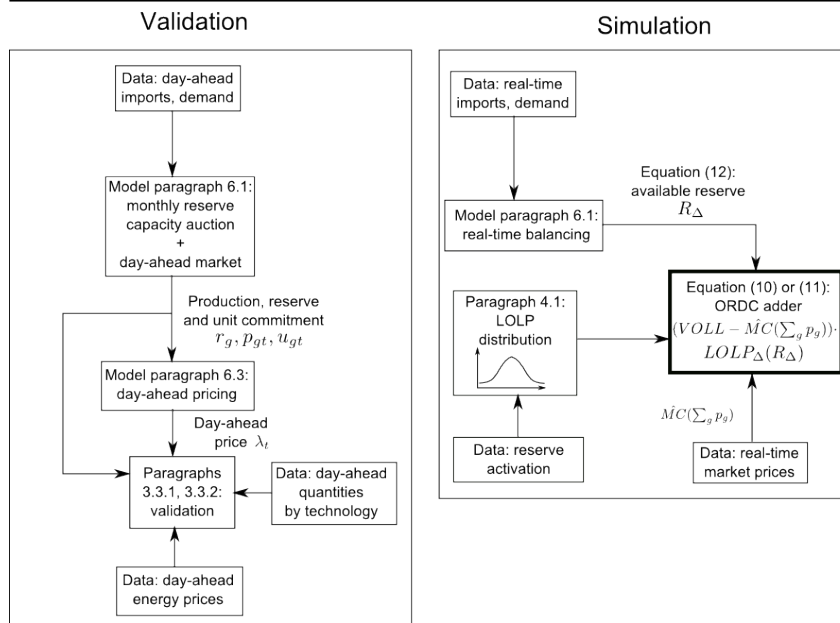 Validation
Data: day-ahead
imports, demand
Model paragraph 6.1:
monthly reserve
capacity auction
+
day-ahead market
Production, reserve
and unit commitment
r_g, p_{gt}, u_{gt}
Model paragraph 6.3:
day-ahead pricing
Day-ahead
price λ_t
Paragraphs
3.3.1, 3.3.2:
validation
Data: day-ahead
quantities
by technology
Data: day-ahead
energy prices
Simulation
Data: real-time
imports, demand
Model paragraph 6.1:
real-time balancing
Equation (12):
available reserve
R_Δ
Paragraph 4.1:
LOLP
distribution
Data: reserve
activation
Equation (10) or (11):
ORDC adder
(VOLL − M̂C(∑_g p_g))·
LOLP_Δ(R_Δ)
M̂C(∑_g p_g)
Data: real-time
market prices